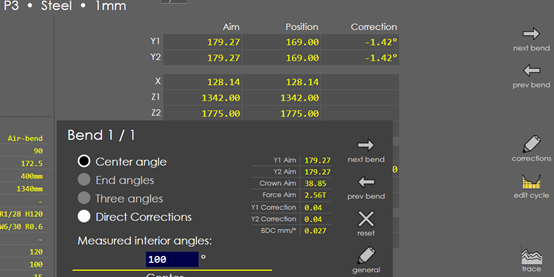 P3 • Steel • 1mm
Aim Position Correction
Y1 179.27 169.00 -1.42°
Y2 179.27 169.00 -1.42°
X 128.14 128.14
Z1 1342.00 1342.00
Z2 1775.00 1775.00
next bend
prev bend
corrections
edit cycle
trace
Air-bend
90
172.5
400mm
1340mm
-
R1/28 H120
W6/30 R0.6
-
120
100
15
Bend 1 / 1
Center angle
End angles
Three angles
Direct Corrections
Measured interior angles:
100 °
Center
Y1 Aim 179.27
Y2 Aim 179.27
Crown Aim 38.85
Force Aim 2.56T
Y1 Correction 0.04
Y2 Correction 0.04
BDC mm/° 0.027
next bend
prev bend
reset
general
0